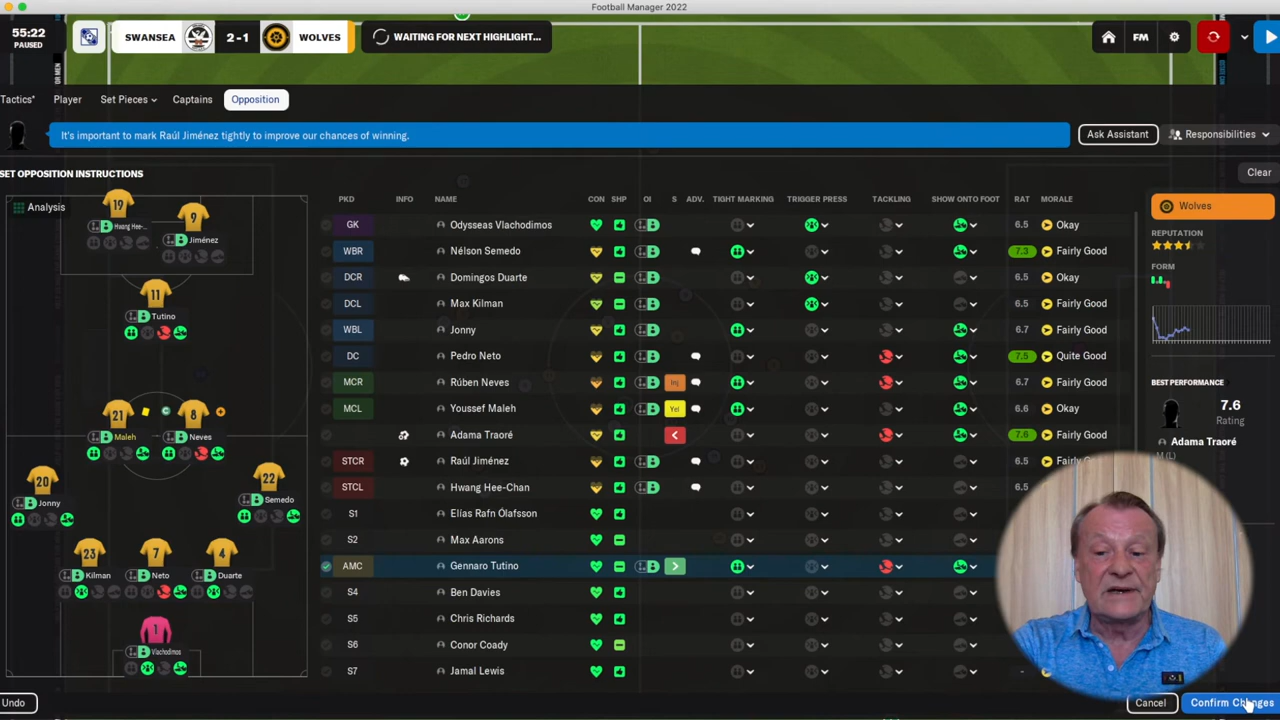 Football Manager 2022
55:22
PAUSED
SWANSEA
2-1
WOLVES
WAITING FOR NEXT HIGHLIGHT...
FM
Tactics*
Player
Set Pieces
Captains
Opposition
It's important to mark Raúl Jiménez tightly to improve our chances of winning.
Ask Assistant
Responsibilities
SET OPPOSITION INSTRUCTIONS
Clear
Analysis
19
Hwang Hee-...
9
Jiménez
11
Tutino
21
Maleh
8
Neves
20
Jonny
22
Semedo
23
Kilman
7
Neto
4
Duarte
1
Vlachodimos
PKD INFO NAME CON SHP OI S ADV. TIGHT MARKING TRIGGER PRESS TACKLING SHOW ONTO FOOT RAT MORALE
GK Odysseas Vlachodimos 6.5 Okay
WBR Nélson Semedo 7.3 Fairly Good
DCR Domingos Duarte 6.5 Okay
DCL Max Kilman 6.5 Fairly Good
WBL Jonny 6.7 Fairly Good
DC Pedro Neto 7.5 Quite Good
MCR Rúben Neves Inj 6.7 Fairly Good
MCL Youssef Maleh Yel 6.6 Okay
Adama Traoré 7.6 Fairly Good
STCR Raúl Jiménez 6.5 Fairly
STCL Hwang Hee-Chan 6.5
S1 Elías Rafn Ólafsson
S2 Max Aarons
AMC Gennaro Tutino
S4 Ben Davies
S5 Chris Richards
S6 Conor Coady
S7 Jamal Lewis -
Wolves
REPUTATION
FORM
BEST PERFORMANCE
7.6
Rating
Adama Traoré
Undo
Cancel
Confirm Changes